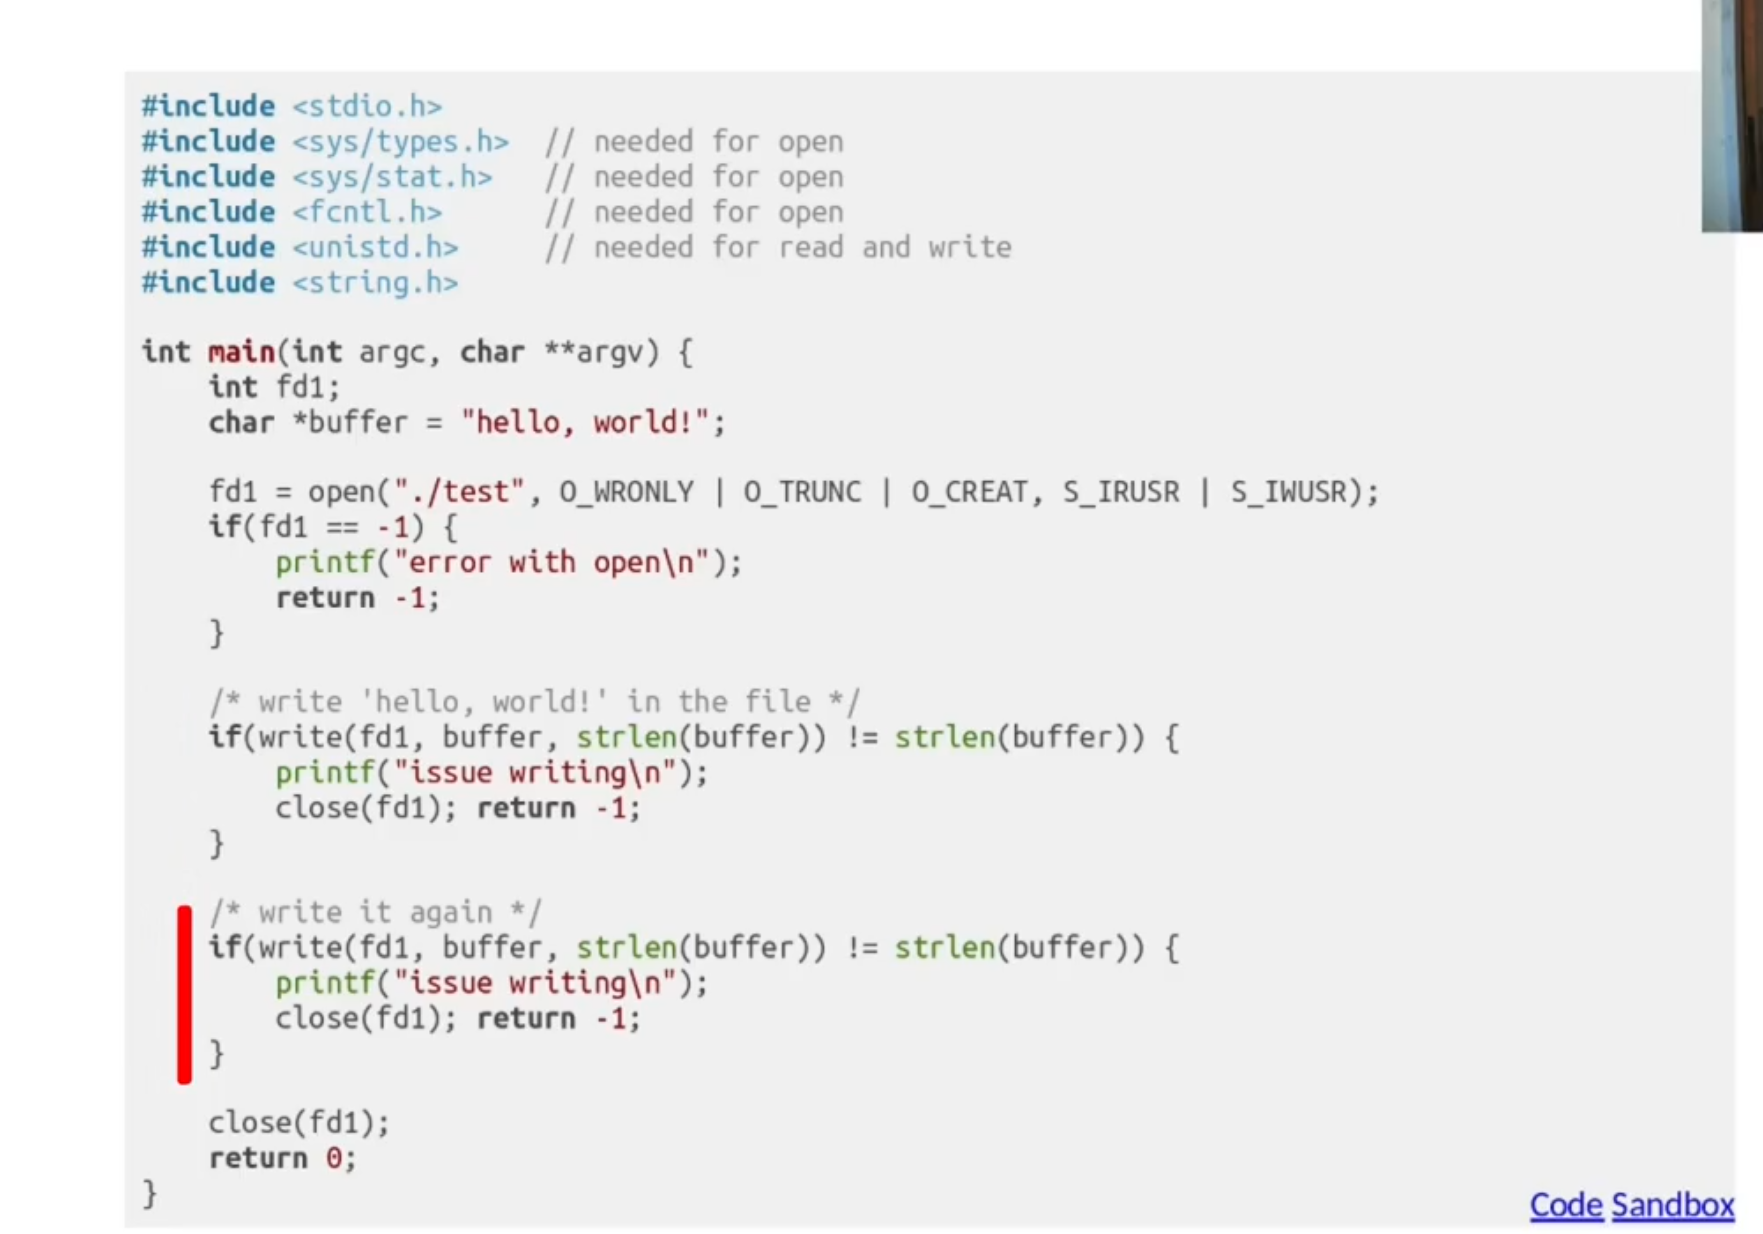 #include <stdio.h>
#include <sys/types.h>  // needed for open
#include <sys/stat.h>   // needed for open
#include <fcntl.h>      // needed for open
#include <unistd.h>     // needed for read and write
#include <string.h>

int main(int argc, char **argv) {
    int fd1;
    char *buffer = "hello, world!";

    fd1 = open("./test", O_WRONLY | O_TRUNC | O_CREAT, S_IRUSR | S_IWUSR);
    if(fd1 == -1) {
        printf("error with open\n");
        return -1;
    }

    /* write 'hello, world!' in the file */
    if(write(fd1, buffer, strlen(buffer)) != strlen(buffer)) {
        printf("issue writing\n");
        close(fd1); return -1;
    }

    /* write it again */
    if(write(fd1, buffer, strlen(buffer)) != strlen(buffer)) {
        printf("issue writing\n");
        close(fd1); return -1;
    }

    close(fd1);
    return 0;
}
Code Sandbox